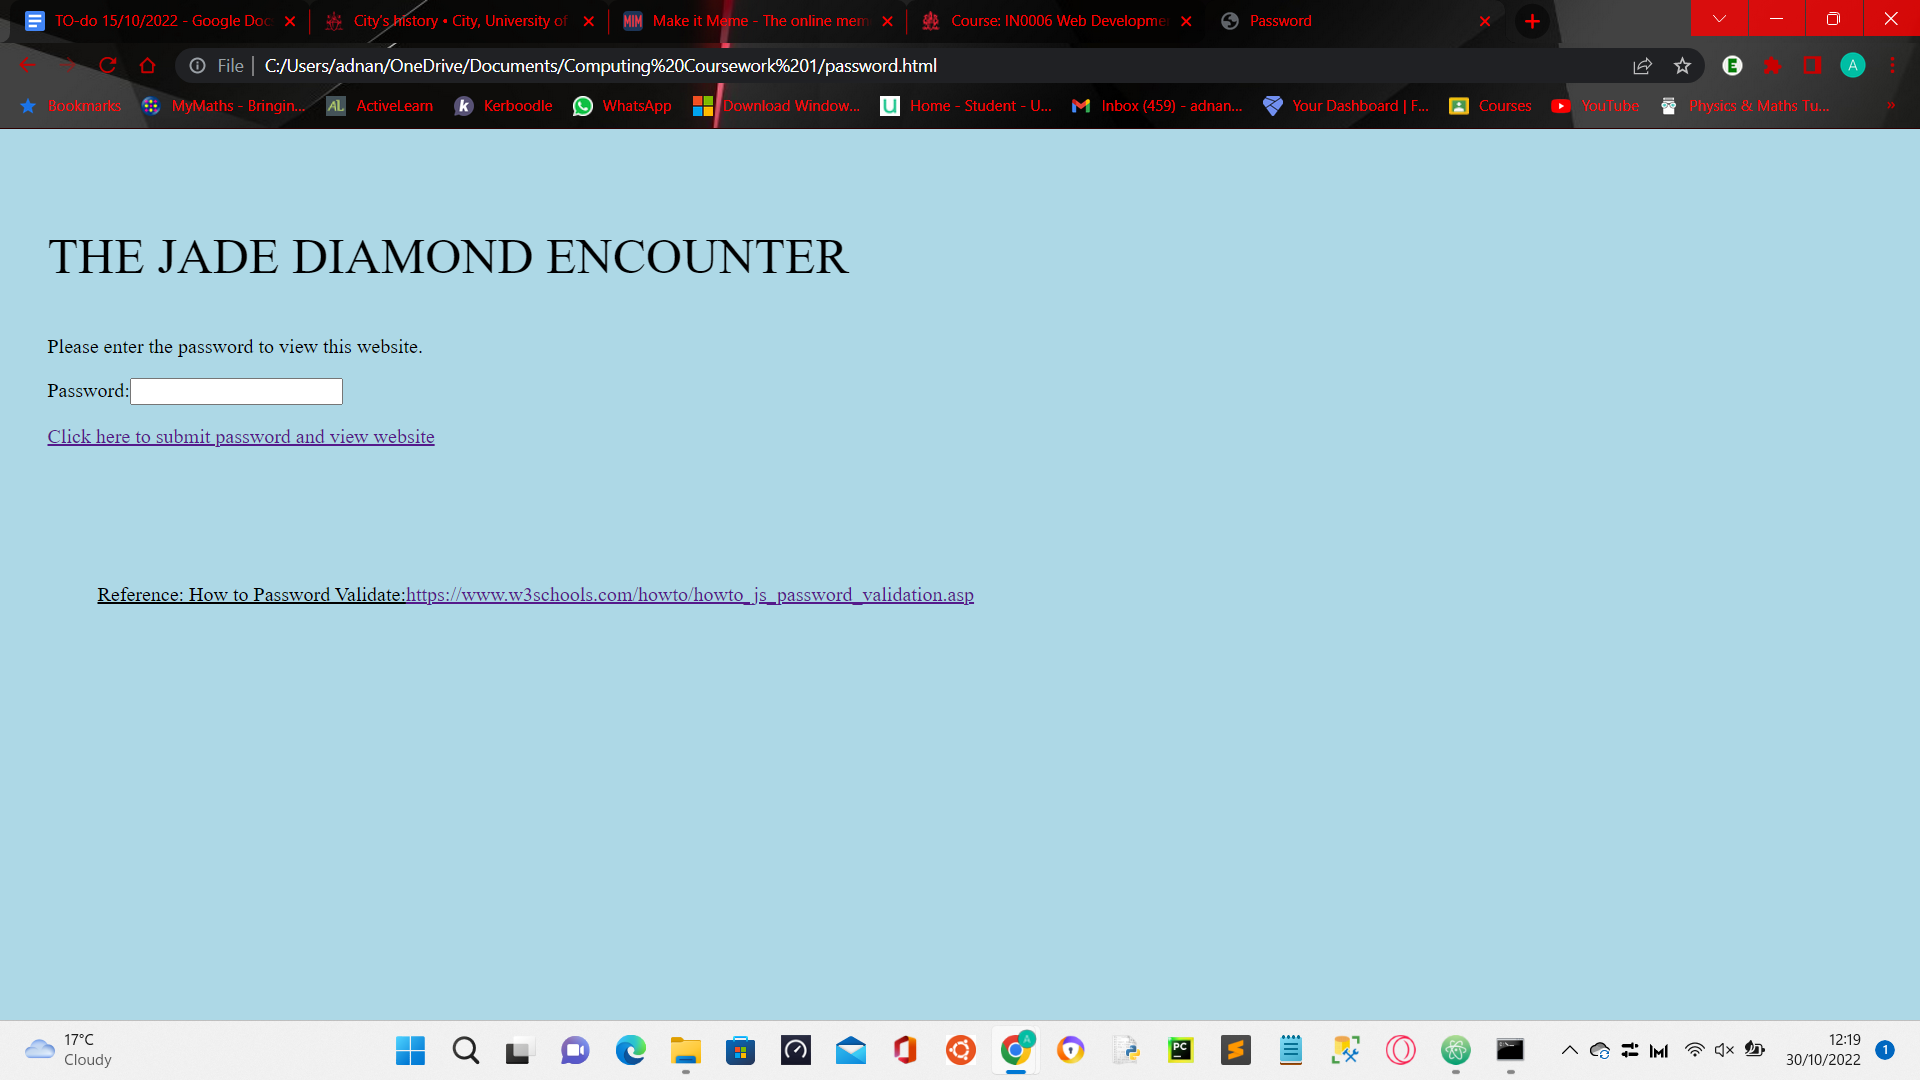 TO-do 15/10/2022 - Google Doc
City's history • City, University of
MIM Make it Meme - The online mem
Course: IN0006 Web Developme
Password
File C:/Users/adnan/OneDrive/Documents/Computing%20Coursework%201/password.html
E
A
Bookmarks
MyMaths - Bringin...
AL ActiveLearn
k Kerboodle
WhatsApp
Download Window...
U Home - Student - U...
Inbox (459) - adnan...
Your Dashboard | F...
Courses
YouTube
Physics & Maths Tu...
THE JADE DIAMOND ENCOUNTER
Please enter the password to view this website.
Password:
Click here to submit password and view website
Reference: How to Password Validate:https://www.w3schools.com/howto/howto_js_password_validation.asp
17°C
Cloudy
A
PC
12:19
30/10/2022
1